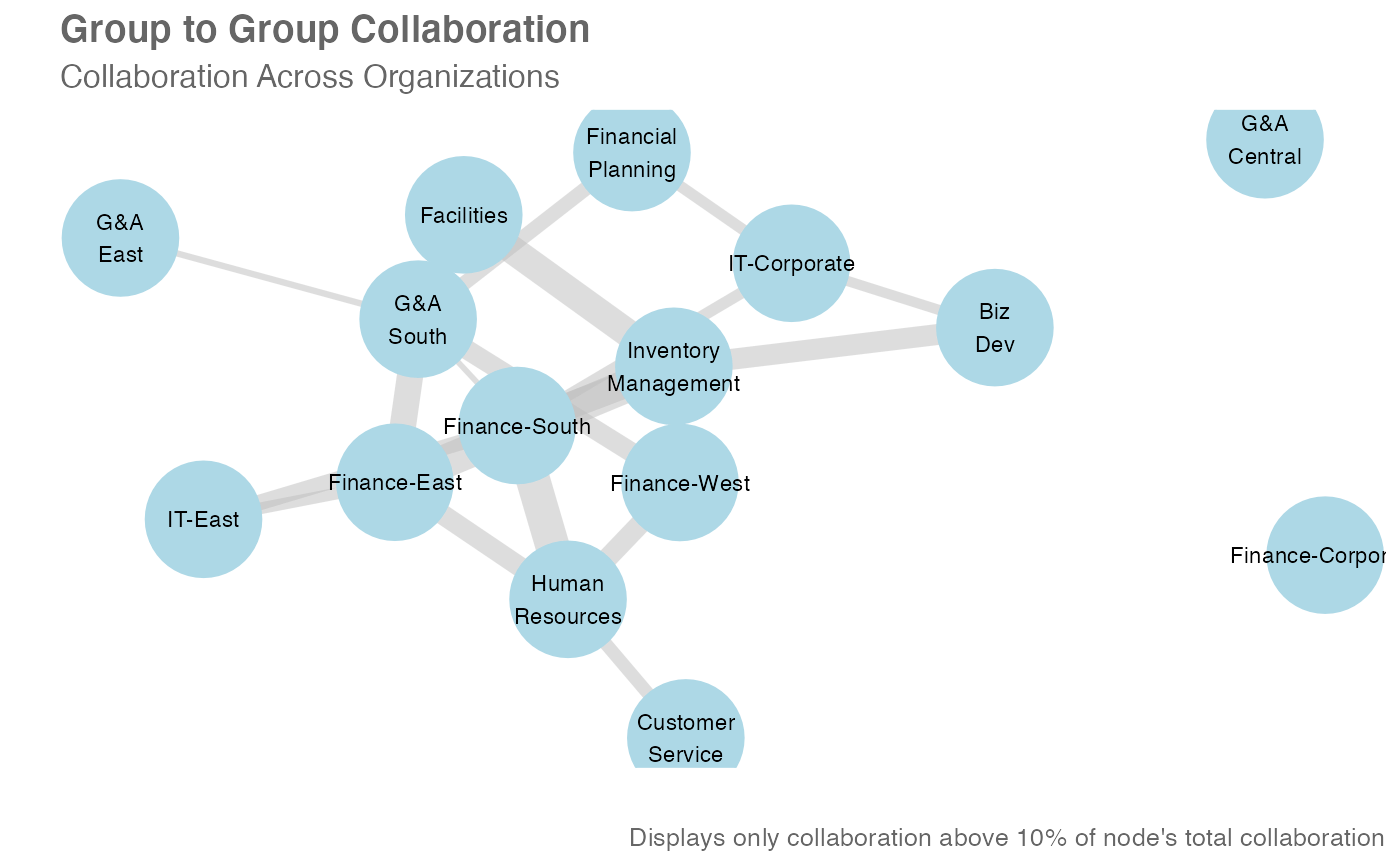 Group to Group Collaboration
Collaboration Across Organizations
Financial
Planning
G&A
Central
Facilities
G&A
East
IT-Corporate
G&A
South
Biz
Dev
Inventory
Management
Finance-South
Finance-East
Finance-West
IT-East
Finance-Corpor
Human
Resources
Customer
Service
Displays only collaboration above 10% of node's total collaboration